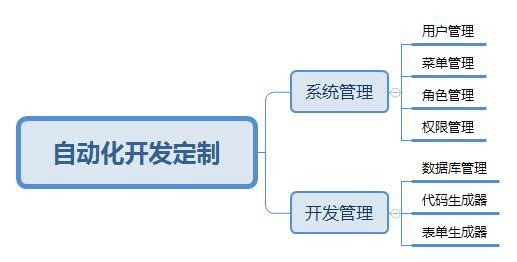 自动化开发定制
系统管理
用户管理
菜单管理
角色管理
权限管理
开发管理
数据库管理
代码生成器
表单生成器